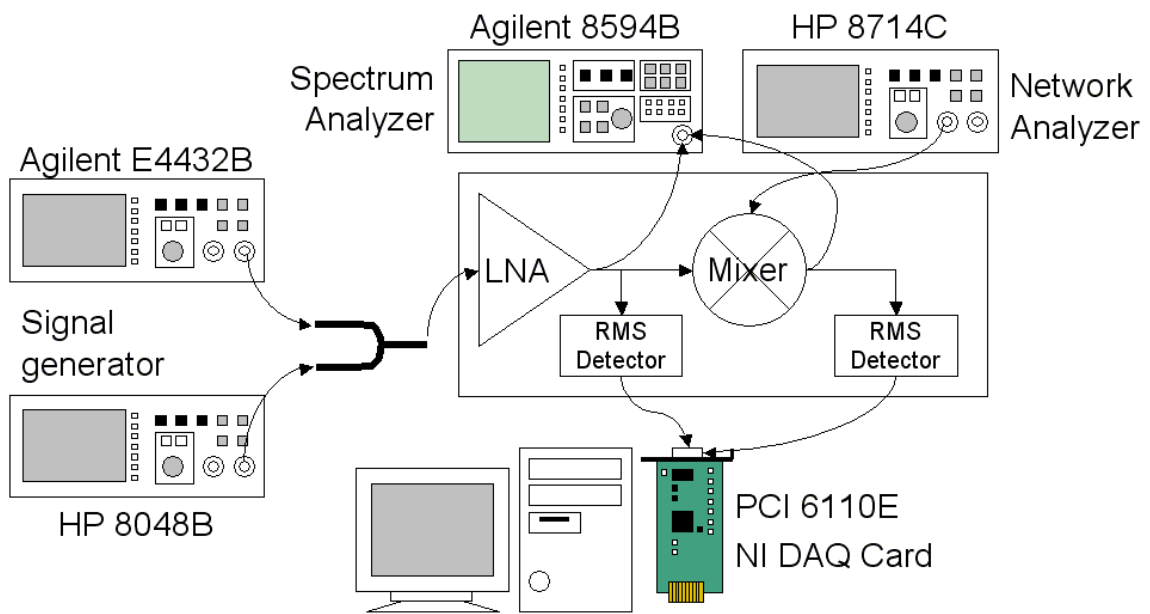 Agilent 8594B
HP 8714C
Spectrum
Analyzer
Network
Analyzer
Agilent E4432B
LNA
Mixer
Signal
generator
RMS
Detector
RMS
Detector
HP 8048B
PCI 6110E
NI DAQ Card